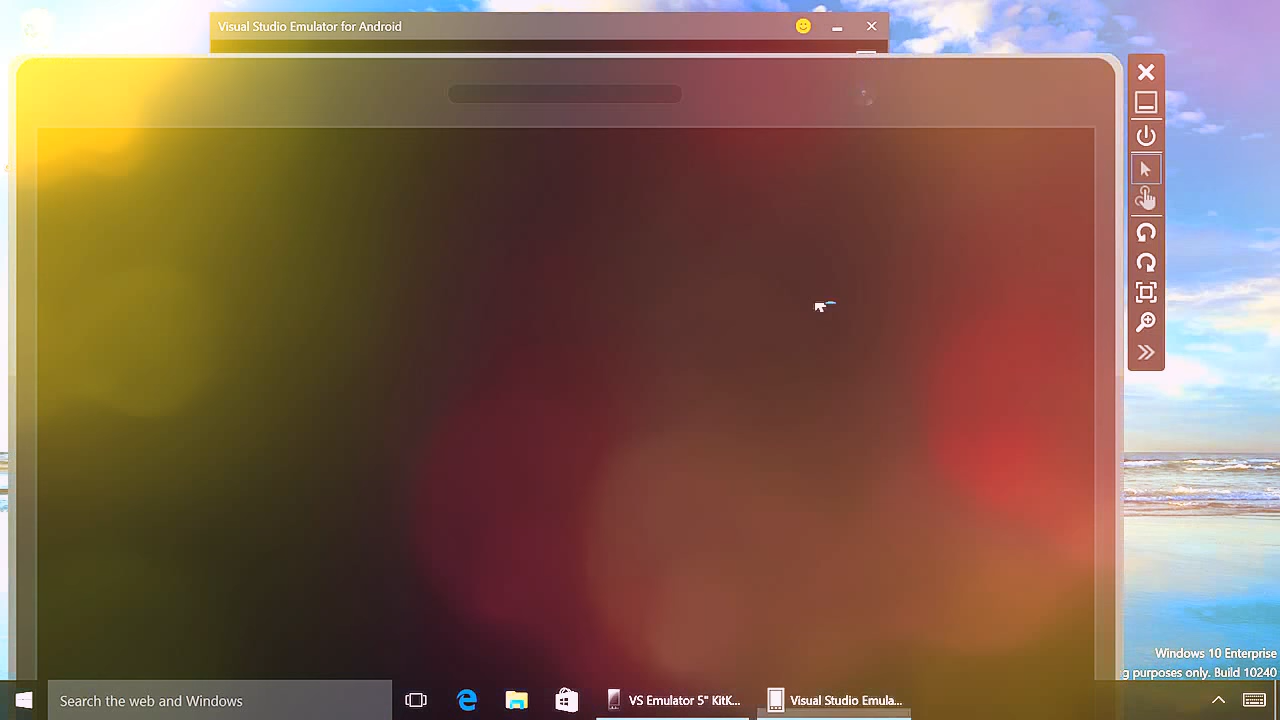 Visual Studio Emulator for Android
Windows 10 Enterprise
g purposes only. Build 10240
Search the web and Windows
VS Emulator 5" KitK...
Visual Studio Emula...